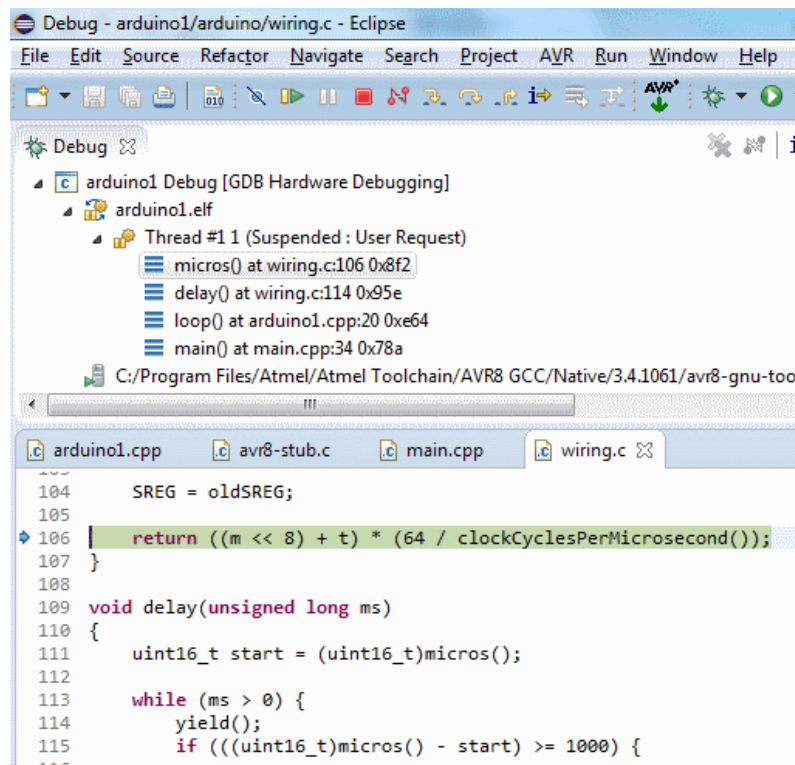 Debug - arduino1/arduino/wiring.c - Eclipse
File Edit Source Refactor Navigate Search Project AVR Run Window Help
010 i AVR
Debug
arduino1 Debug [GDB Hardware Debugging]
arduino1.elf
Thread #1 1 (Suspended : User Request)
micros() at wiring.c:106 0x8f2
delay() at wiring.c:114 0x95e
loop() at arduino1.cpp:20 0xe64
main() at main.cpp:34 0x78a
C:/Program Files/Atmel/Atmel Toolchain/AVR8 GCC/Native/3.4.1061/avr8-gnu-too
arduino1.cpp avr8-stub.c main.cpp wiring.c
104 SREG = oldSREG;
105
106 return ((m << 8) + t) * (64 / clockCyclesPerMicrosecond());
107 }
108
109 void delay(unsigned long ms)
110 {
111 uint16_t start = (uint16_t)micros();
112
113 while (ms > 0) {
114 yield();
115 if (((uint16_t)micros() - start) >= 1000) {